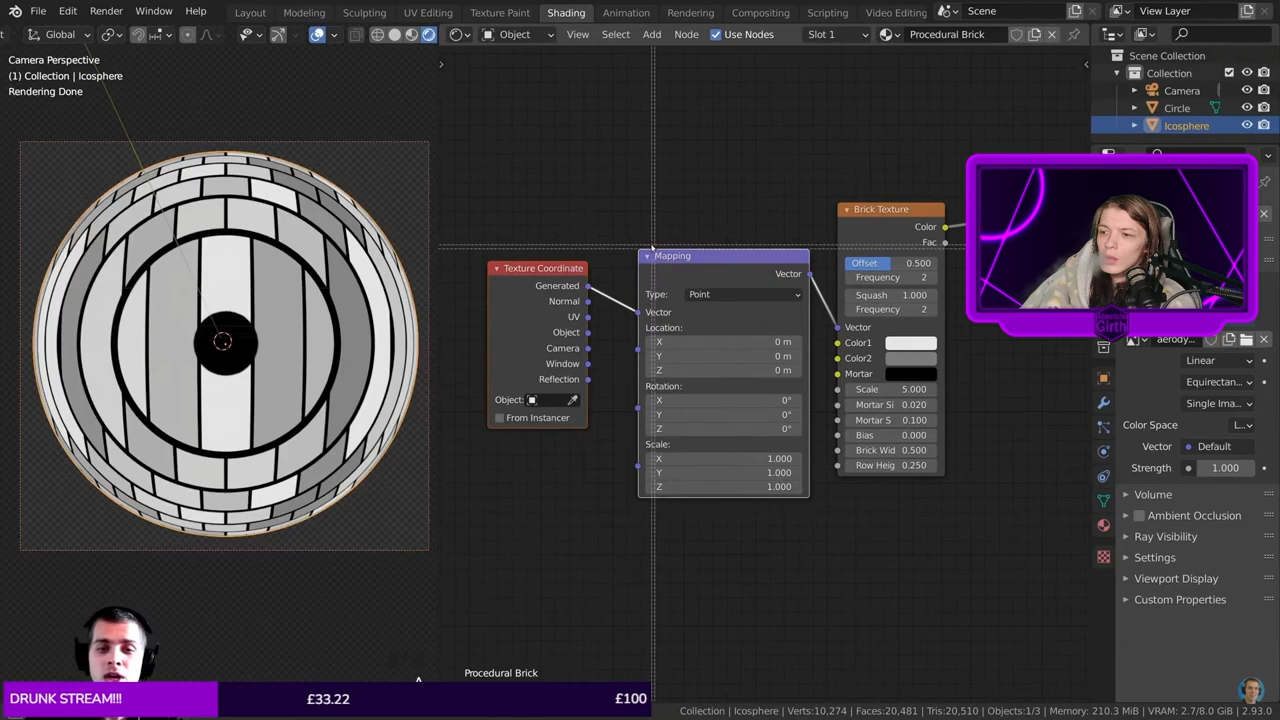 File Edit Render Window Help Layout Modeling Sculpting UV Editing Texture Paint Shading Animation Rendering Compositing Scripting Video Editing Scene View Layer
Global Object View Select Add Node Use Nodes Slot 1 Procedural Brick
Camera Perspective
(1) Collection | Icosphere
Rendering Done
Scene Collection
Collection
Camera
Circle
Icosphere
Texture Coordinate
Generated
Normal
UV
Object
Camera
Window
Reflection
Object:
From Instancer
Mapping
Vector
Type: Point
Vector
Location:
X 0 m
Y 0 m
Z 0 m
Rotation:
X 0°
Y 0°
Z 0°
Scale:
X 1.000
Y 1.000
Z 1.000
Brick Texture
Color
Fac
Offset 0.500
Frequency 2
Squash 1.000
Frequency 2
Vector
Color1
Color2
Mortar
Scale 5.000
Mortar Si 0.020
Mortar S 0.100
Bias 0.000
Brick Wid 0.500
Row Heig 0.250
Girth
aerody...
Linear
Equirectan...
Single Ima...
Color Space L...
Vector Default
Strength 1.000
Volume
Ambient Occlusion
Ray Visibility
Settings
Viewport Display
Custom Properties
Procedural Brick
DRUNK STREAM!!! £33.22 £100
Collection | Icosphere | Verts:10,274 | Faces:20,481 | Tris:20,510 | Objects:1/3 | Memory: 210.3 MiB | VRAM: 2.7/8.0 GiB | 2.93.0